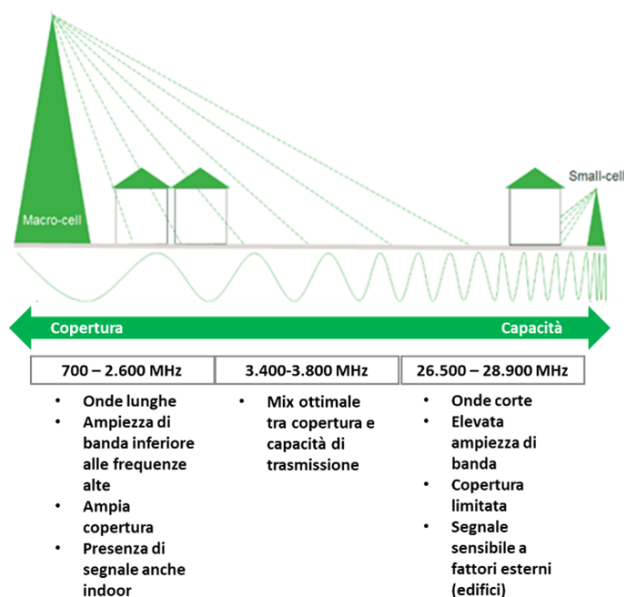 Macro-cell
Small-cell
Copertura
Capacità
700 – 2.600 MHz
3.400-3.800 MHz
26.500 – 28.900 MHz
• Onde lunghe
• Ampiezza di
banda inferiore
alle frequenze
alte
• Ampia
copertura
• Presenza di
segnale anche
indoor
• Mix ottimale
tra copertura e
capacità di
trasmissione
• Onde corte
• Elevata
ampiezza di
banda
• Copertura
limitata
• Segnale
sensibile a
fattori esterni
(edifici)